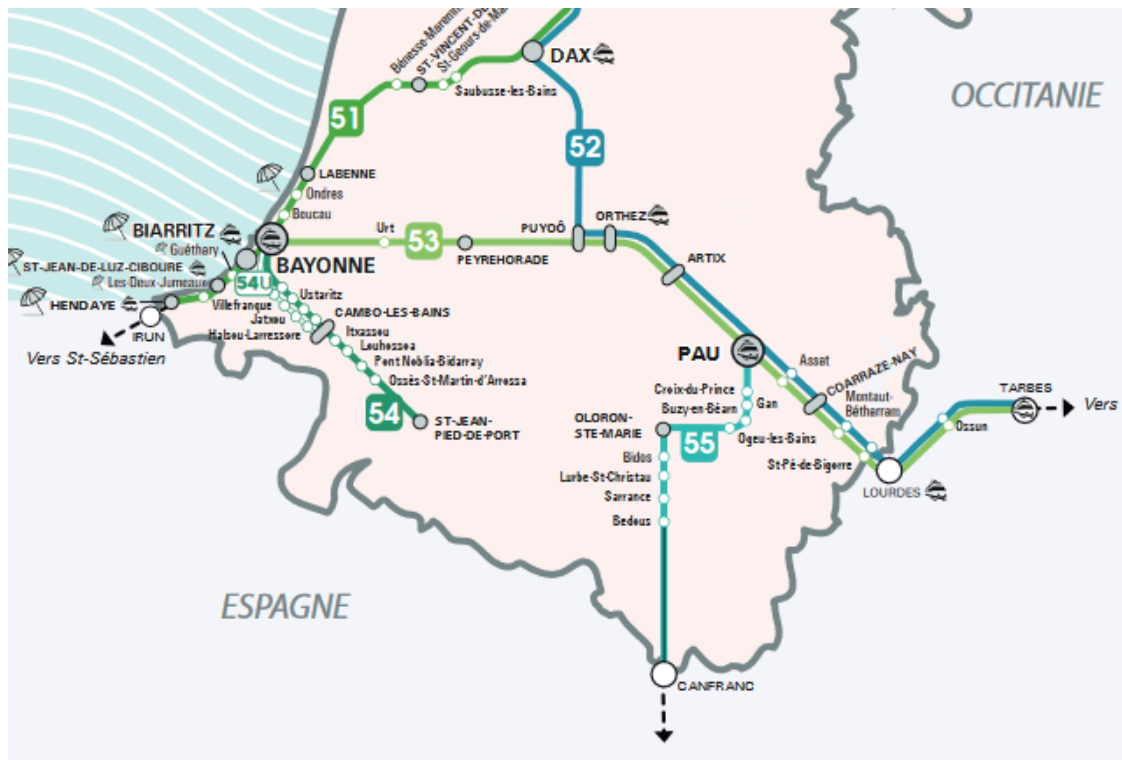 Bénesse-Maremne
ST-VINCENT-DE
St-Geours-de-Ma
DAX
Saubusse-les-Bains
OCCITANIE
51
52
LABENNE
Ondres
Boucau
BIARRITZ
Guéthary
BAYONNE
Urt
53
PEYREHORADE
PUYOÔ
ORTHEZ
ARTIX
ST-JEAN-DE-LUZ-CIBOURE
Les-Deux-Jumeaux
54U
HENDAYE
IRUN
Vers St-Sébastien
Villefranque
Jatxou
Halsou-Larressore
Ustaritz
CAMBO-LES-BAINS
Itxassou
Louhossoa
Pont Noblia-Bidarray
Ossès-St-Martin-d'Arrossa
54
ST-JEAN-
PIED-DE-PORT
PAU
Assat
COARRAZE-NAY
Montaut-
Bétharram
Croix-du-Prince
Buzy-en-Béarn
Gan
OLORON-
STE-MARIE
55
Ogeu-les-Bains
St-Pé-de-Bigorre
TARBES
Vers
Ossun
LOURDES
Bidos
Lurbe-St-Christau
Sarrance
Bedous
ESPAGNE
CANFRANC